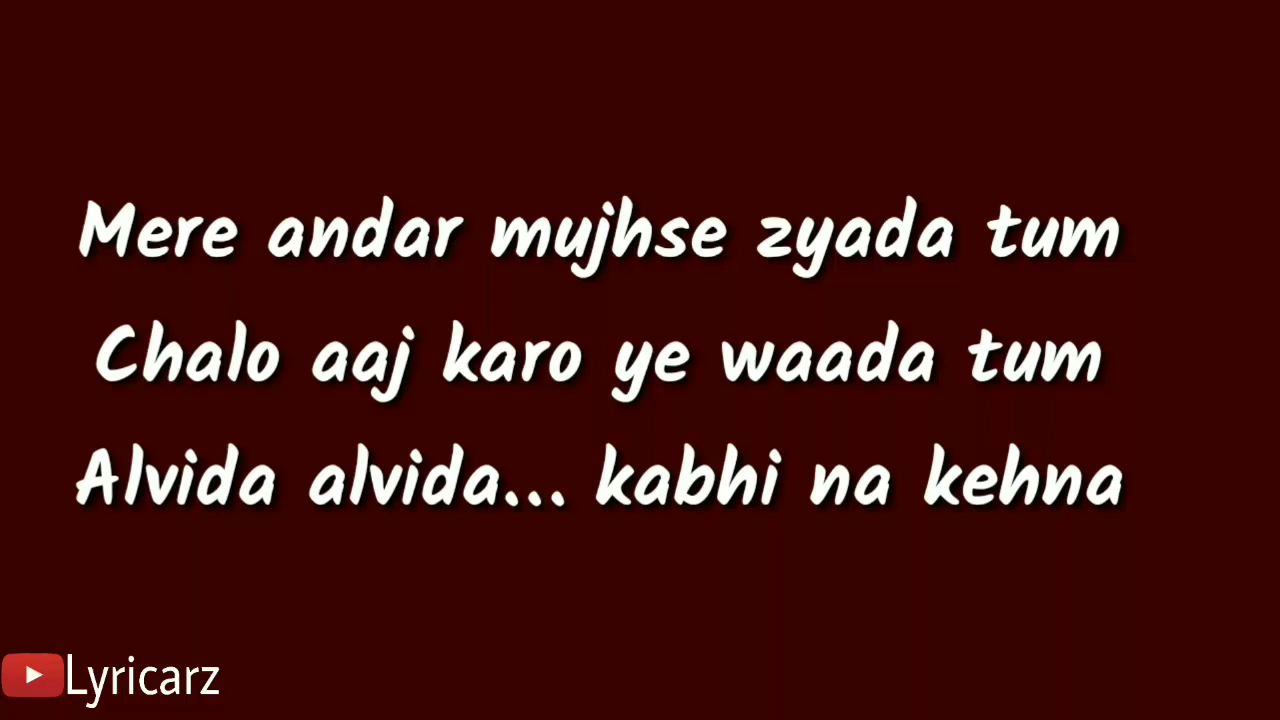 Mere andar mujhse zyada tum
Chalo aaj karo ye waada tum
Alvida alvida... kabhi na kehna
Lyricarz